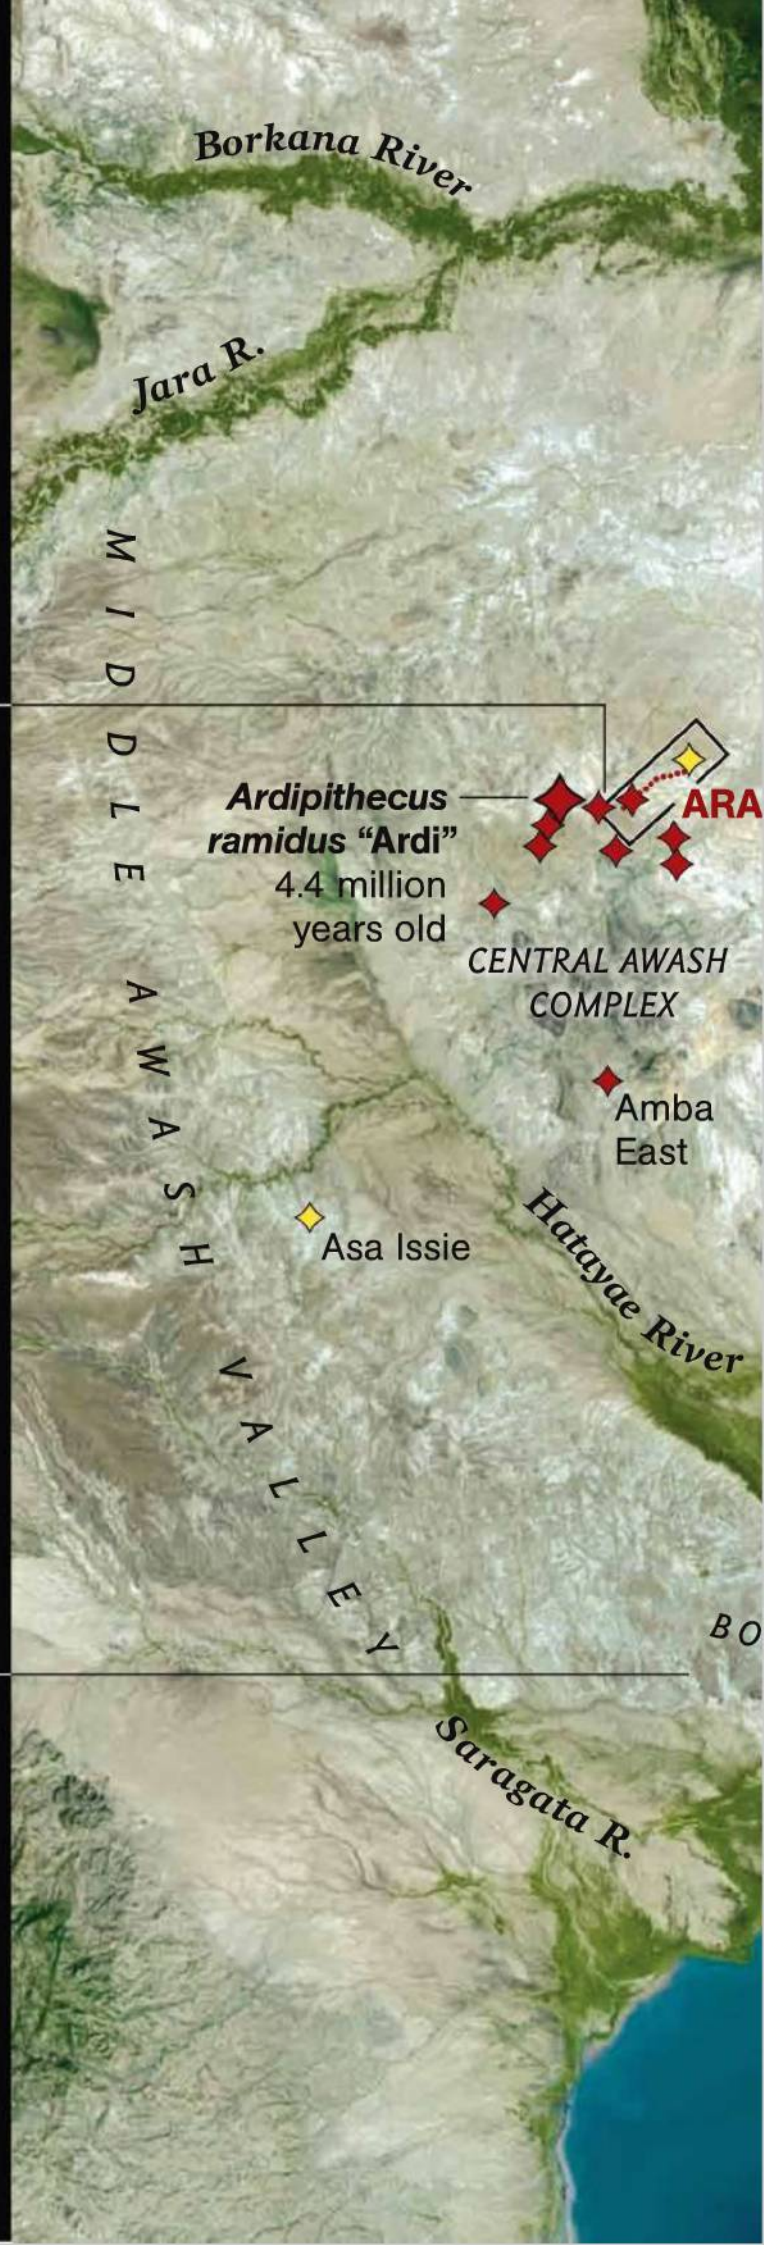 Borkana River
Jara R.
MIDDLE AWASH VALLEY
Ardipithecus
ramidus “Ardi”
4.4 million
years old
ARA
CENTRAL AWASH
COMPLEX
Amba
East
Asa Issie
Hatayae River
BO
Saragata R.